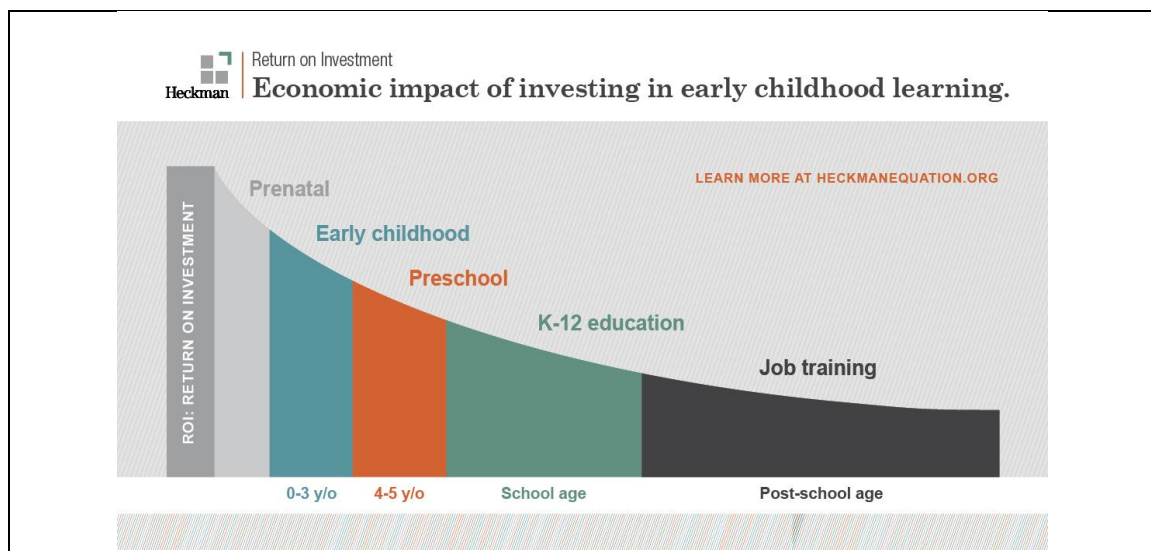 Heckman
Return on Investment
Economic impact of investing in early childhood learning.
LEARN MORE AT HECKMANEQUATION.ORG
ROI: RETURN ON INVESTMENT
Prenatal
Early childhood
Preschool
K-12 education
Job training
0-3 y/o
4-5 y/o
School age
Post-school age